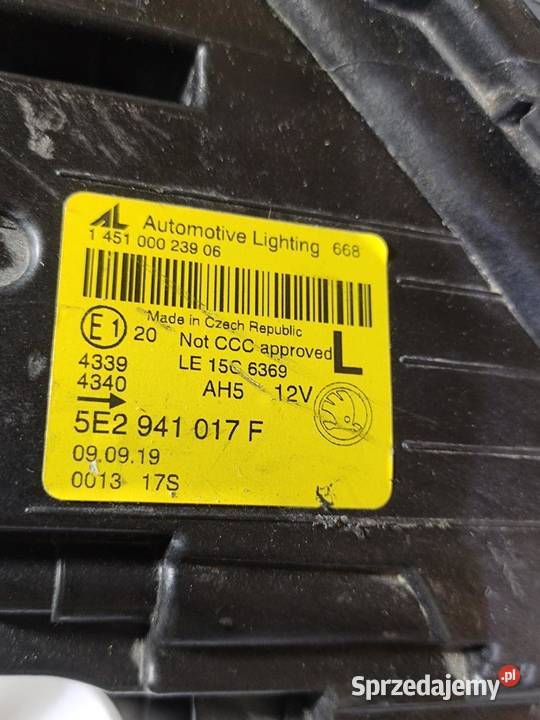 AL Automotive Lighting 668
1 451 000 239 06
Made in Czech Republic
E1 20 Not CCC approved L
4339 LE 15C 6369
4340 AH5 12V
5E2 941 017 F
09.09.19
0013 17S
Sprzedajemy.pl